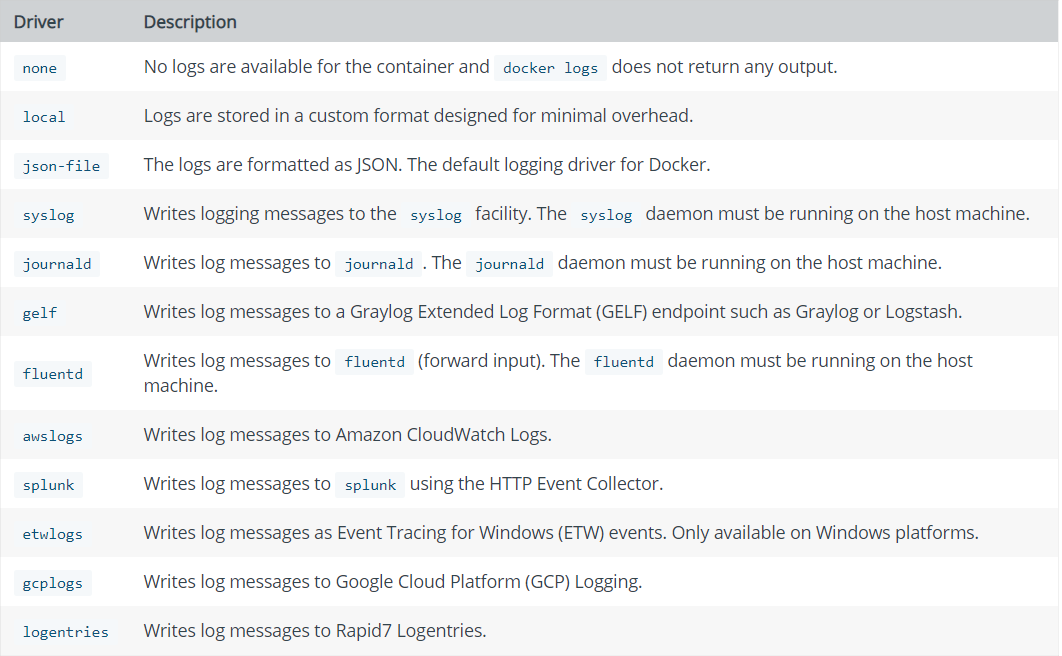 Driver Description
none No logs are available for the container and docker logs does not return any output.
local Logs are stored in a custom format designed for minimal overhead.
json-file The logs are formatted as JSON. The default logging driver for Docker.
syslog Writes logging messages to the syslog facility. The syslog daemon must be running on the host machine.
journald Writes log messages to journald . The journald daemon must be running on the host machine.
gelf Writes log messages to a Graylog Extended Log Format (GELF) endpoint such as Graylog or Logstash.
fluentd Writes log messages to fluentd (forward input). The fluentd daemon must be running on the host
machine.
awslogs Writes log messages to Amazon CloudWatch Logs.
splunk Writes log messages to splunk using the HTTP Event Collector.
etwlogs Writes log messages as Event Tracing for Windows (ETW) events. Only available on Windows platforms.
gcplogs Writes log messages to Google Cloud Platform (GCP) Logging.
logentries Writes log messages to Rapid7 Logentries.